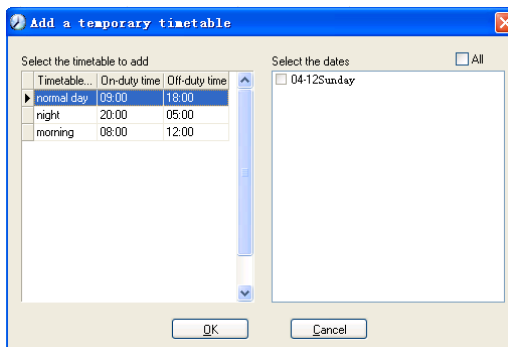 Add a temporary timetable
Select the timetable to add
Timetable... On-duty time Off-duty time
normal day 09:00 18:00
night 20:00 05:00
morning 08:00 12:00
Select the dates All
04-12Sunday
OK Cancel